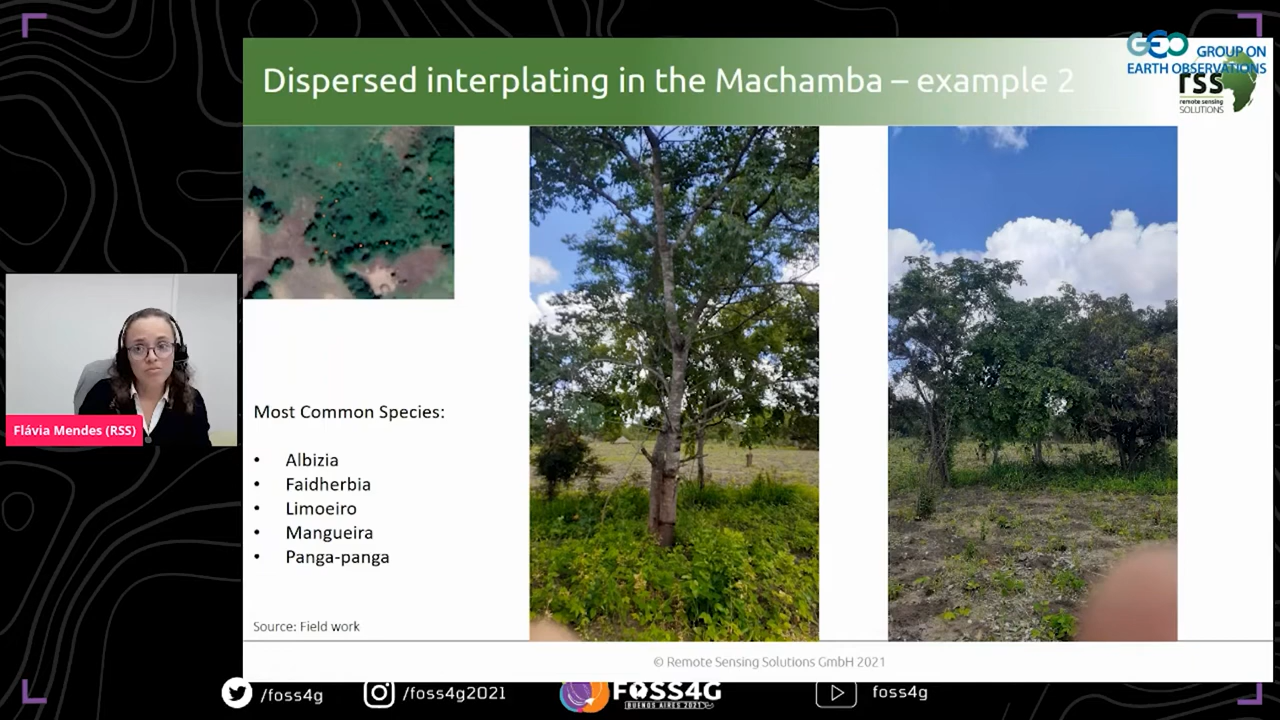 Dispersed interplating in the Machamba – example 2
GEO GROUP ON
EARTH OBSERVATIONS
rss
remote sensing
SOLUTIONS
Flávia Mendes (RSS)
Most Common Species:
• Albizia
• Faidherbia
• Limoeiro
• Mangueira
• Panga-panga
Source: Field work
© Remote Sensing Solutions GmbH 2021
/foss4g
/foss4g2021
FOSS4G
BUENOS AIRES 2021
foss4g